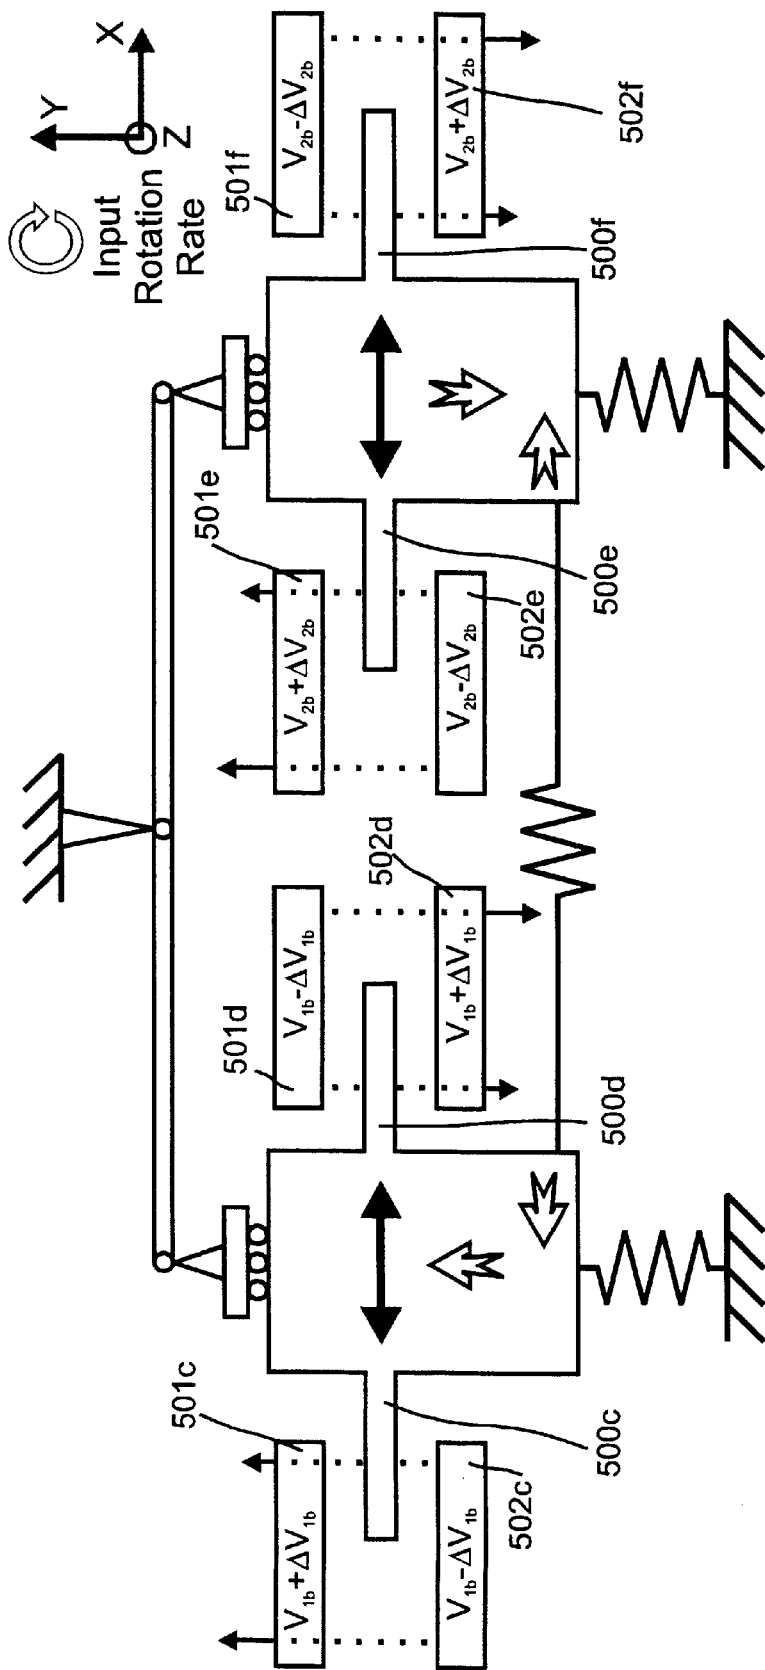 Y
X
Z
Input
Rotation
Rate
501c
V1b+ΔV1b
V1b-ΔV1b
502c
500c
501d
V1b-ΔV1b
V1b+ΔV1b
502d
500d
501e
V2b+ΔV2b
V2b-ΔV2b
502e
500e
501f
V2b-ΔV2b
V2b+ΔV2b
502f
500f